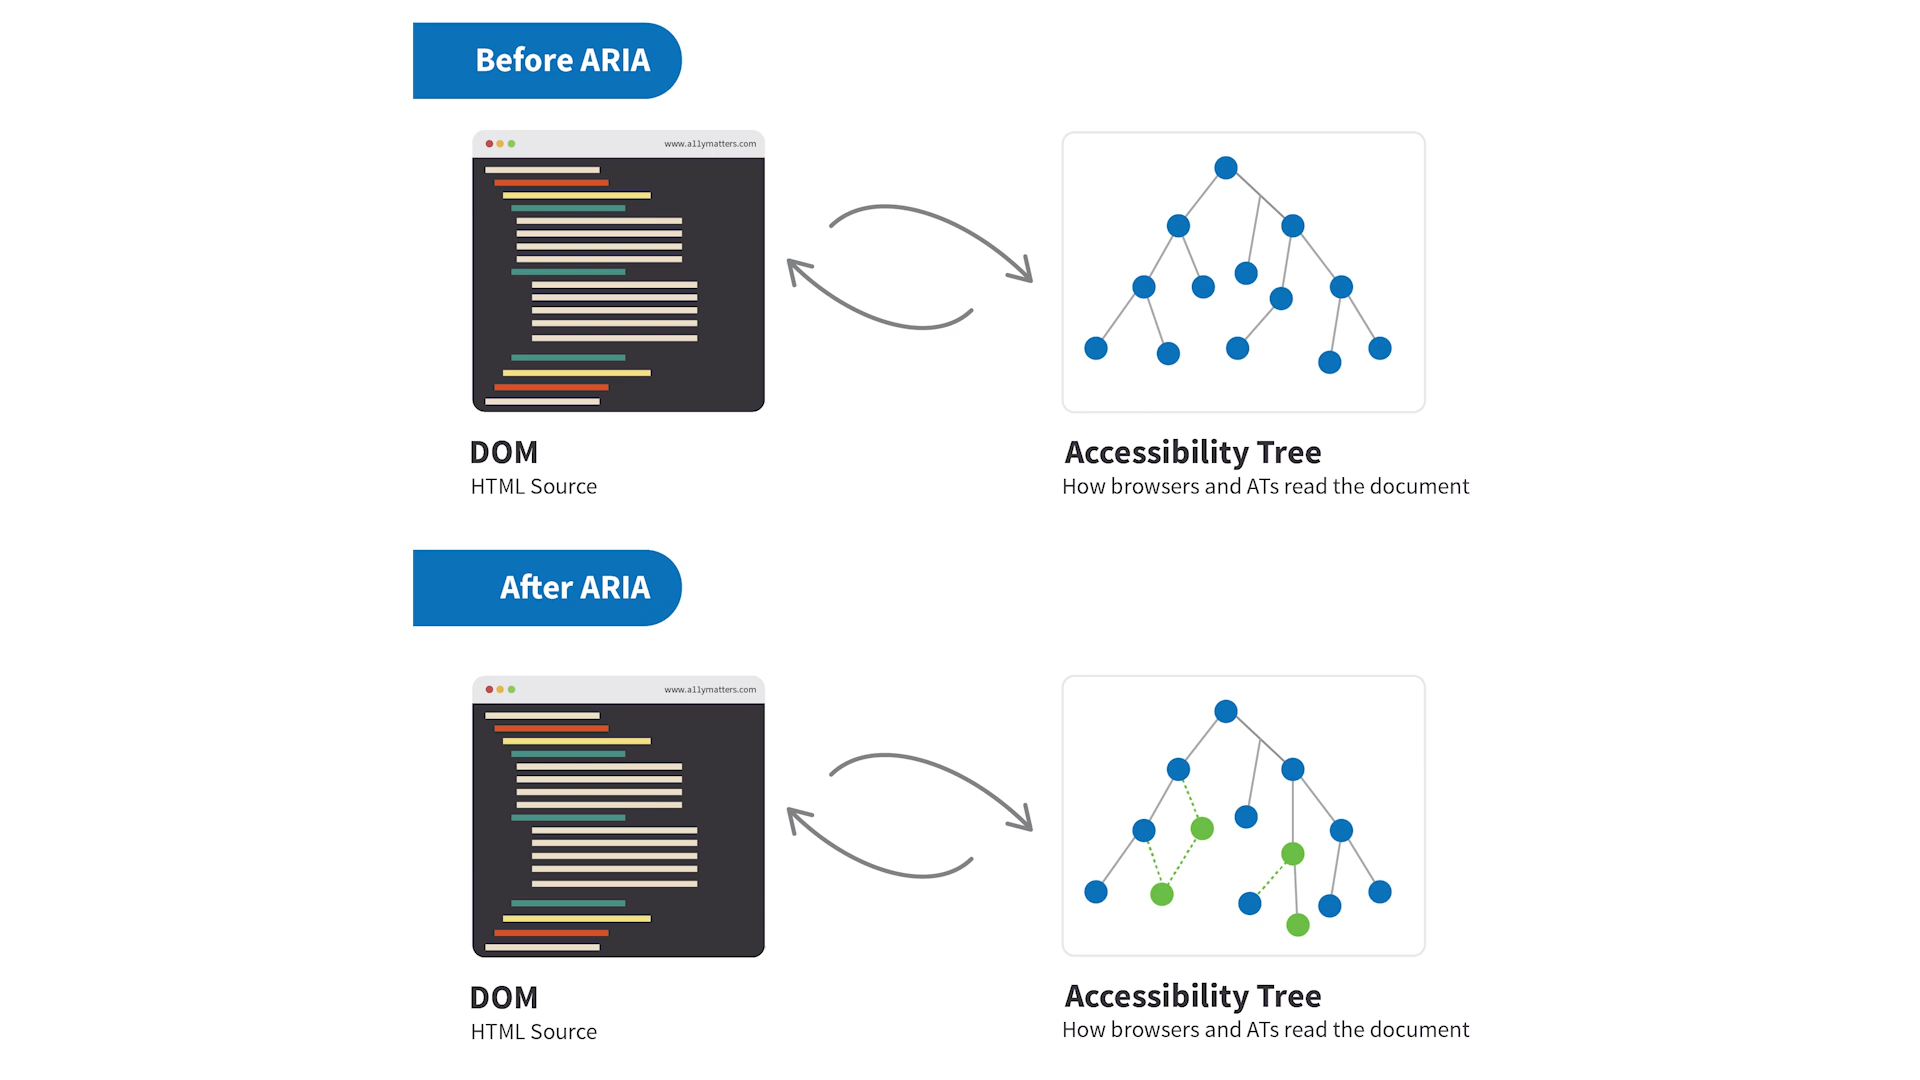 Before ARIA
www.a11ymatters.com
DOM
HTML Source
Accessibility Tree
How browsers and ATs read the document
After ARIA
www.a11ymatters.com
DOM
HTML Source
Accessibility Tree
How browsers and ATs read the document